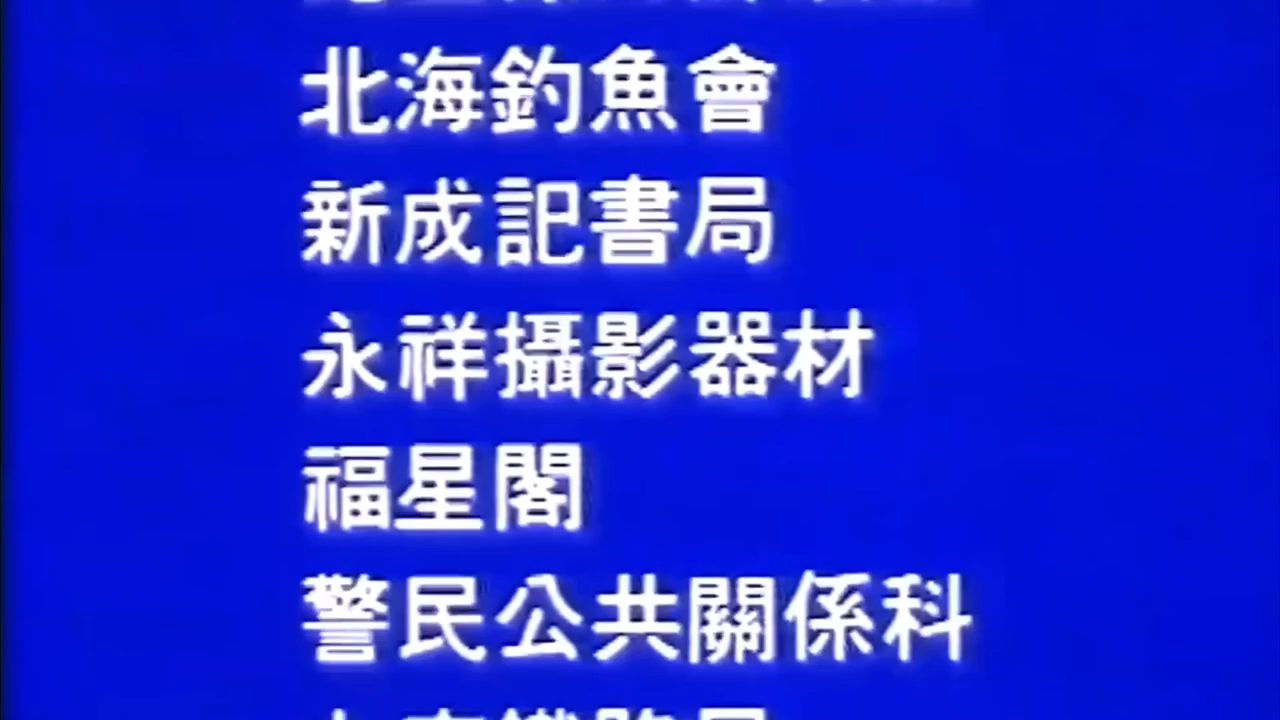 北海釣魚會
新成記書局
永祥攝影器材
福星閣
警民公共關係科